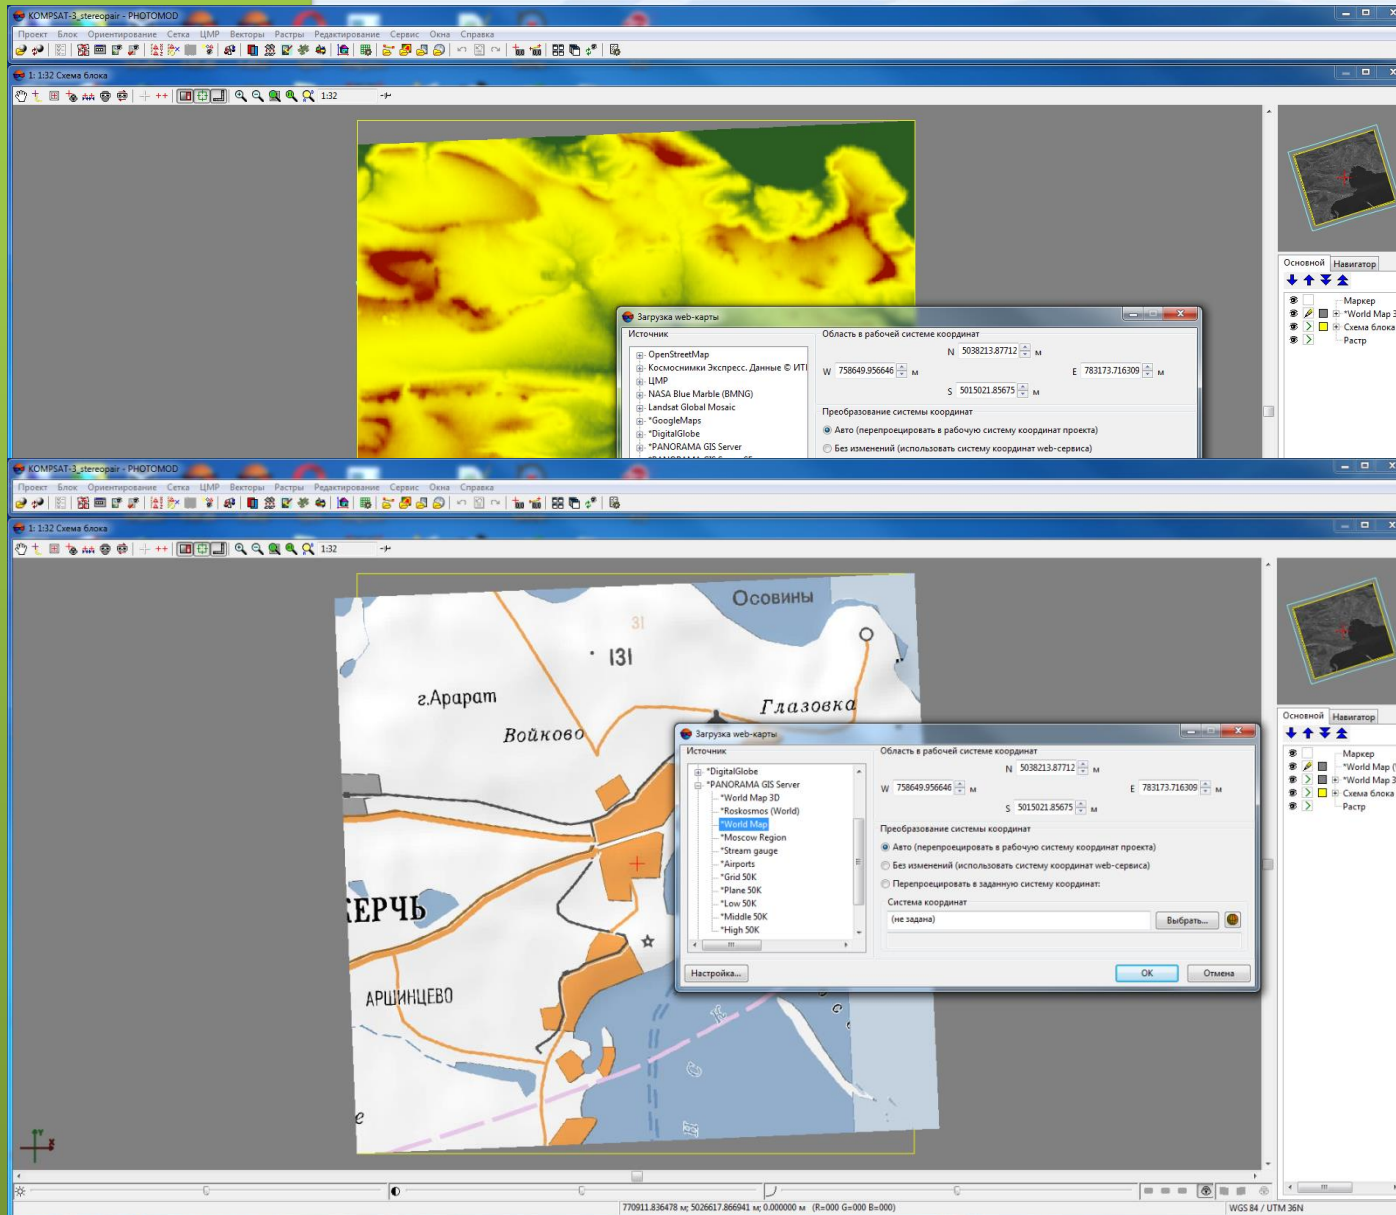 KOMPSAT-3_stereopair - PHOTOMOD
Проект Блок Ориентирование Сетка ЦМР Векторы Растры Редактирование Сервис Окна Справка
1: 1:32 Схема блока
1:32
Основной Навигатор
Маркер
*World Map 3
Схема блока
Растр
Загрузка web-карты
Источник
OpenStreetMap
Космоснимки Экспресс. Данные © ИТ
ЦМР
NASA Blue Marble (BMNG)
Landsat Global Mosaic
*GoogleMaps
*DigitalGlobe
*PANORAMA GIS Server
Область в рабочей системе координат
N 5038213.87712 м
W 758649.956646 м E 783173.716309 м
S 5015021.85675 м
Преобразование системы координат
Авто (перепроецировать в рабочую систему координат проекта)
Без изменений (использовать систему координат web-сервиса)
KOMPSAT-3_stereopair - PHOTOMOD
Проект Блок Ориентирование Сетка ЦМР Векторы Растры Редактирование Сервис Окна Справка
1: 1:32 Схема блока
1:32
Осовины
31
131
г.Арарат
Глазовка
Войково
КЕРЧЬ
АРШИНЦЕВО
е
Основной Навигатор
Маркер
*World Map (
*World Map 3
Схема блока
Растр
Загрузка web-карты
Источник
*DigitalGlobe
*PANORAMA GIS Server
*World Map 3D
*Roskosmos (World)
*World Map
*Moscow Region
*Stream gauge
*Airports
*Grid 50K
*Plane 50K
*Low 50K
*Middle 50K
*High 50K
Настройка...
Область в рабочей системе координат
N 5038213.87712 м
W 758649.956646 м E 783173.716309 м
S 5015021.85675 м
Преобразование системы координат
Авто (перепроецировать в рабочую систему координат проекта)
Без изменений (использовать систему координат web-сервиса)
Перепроецировать в заданную систему координат:
Система координат
(не задана) Выбрать...
OK Отмена
Y
X
770911.836478 м; 5026617.866941 м; 0.000000 м (R=000 G=000 B=000)
WGS 84 / UTM 36N